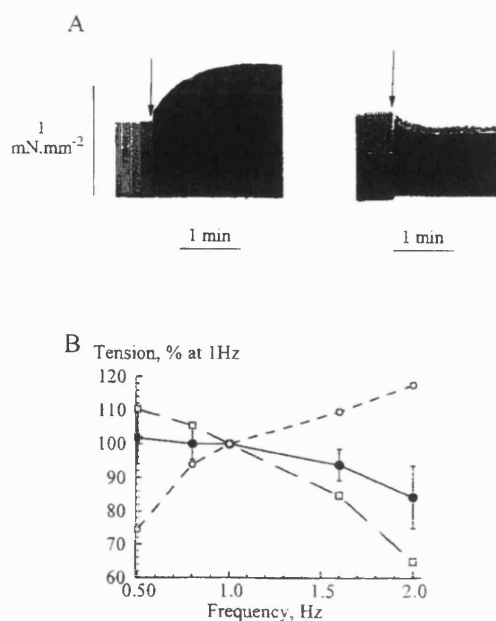 A
1
mN.mm-2
1 min
1 min
B
Tension, % at 1Hz
120
110
100
90
80
70
60
0.50 1.0 1.5 2.0
Frequency, Hz